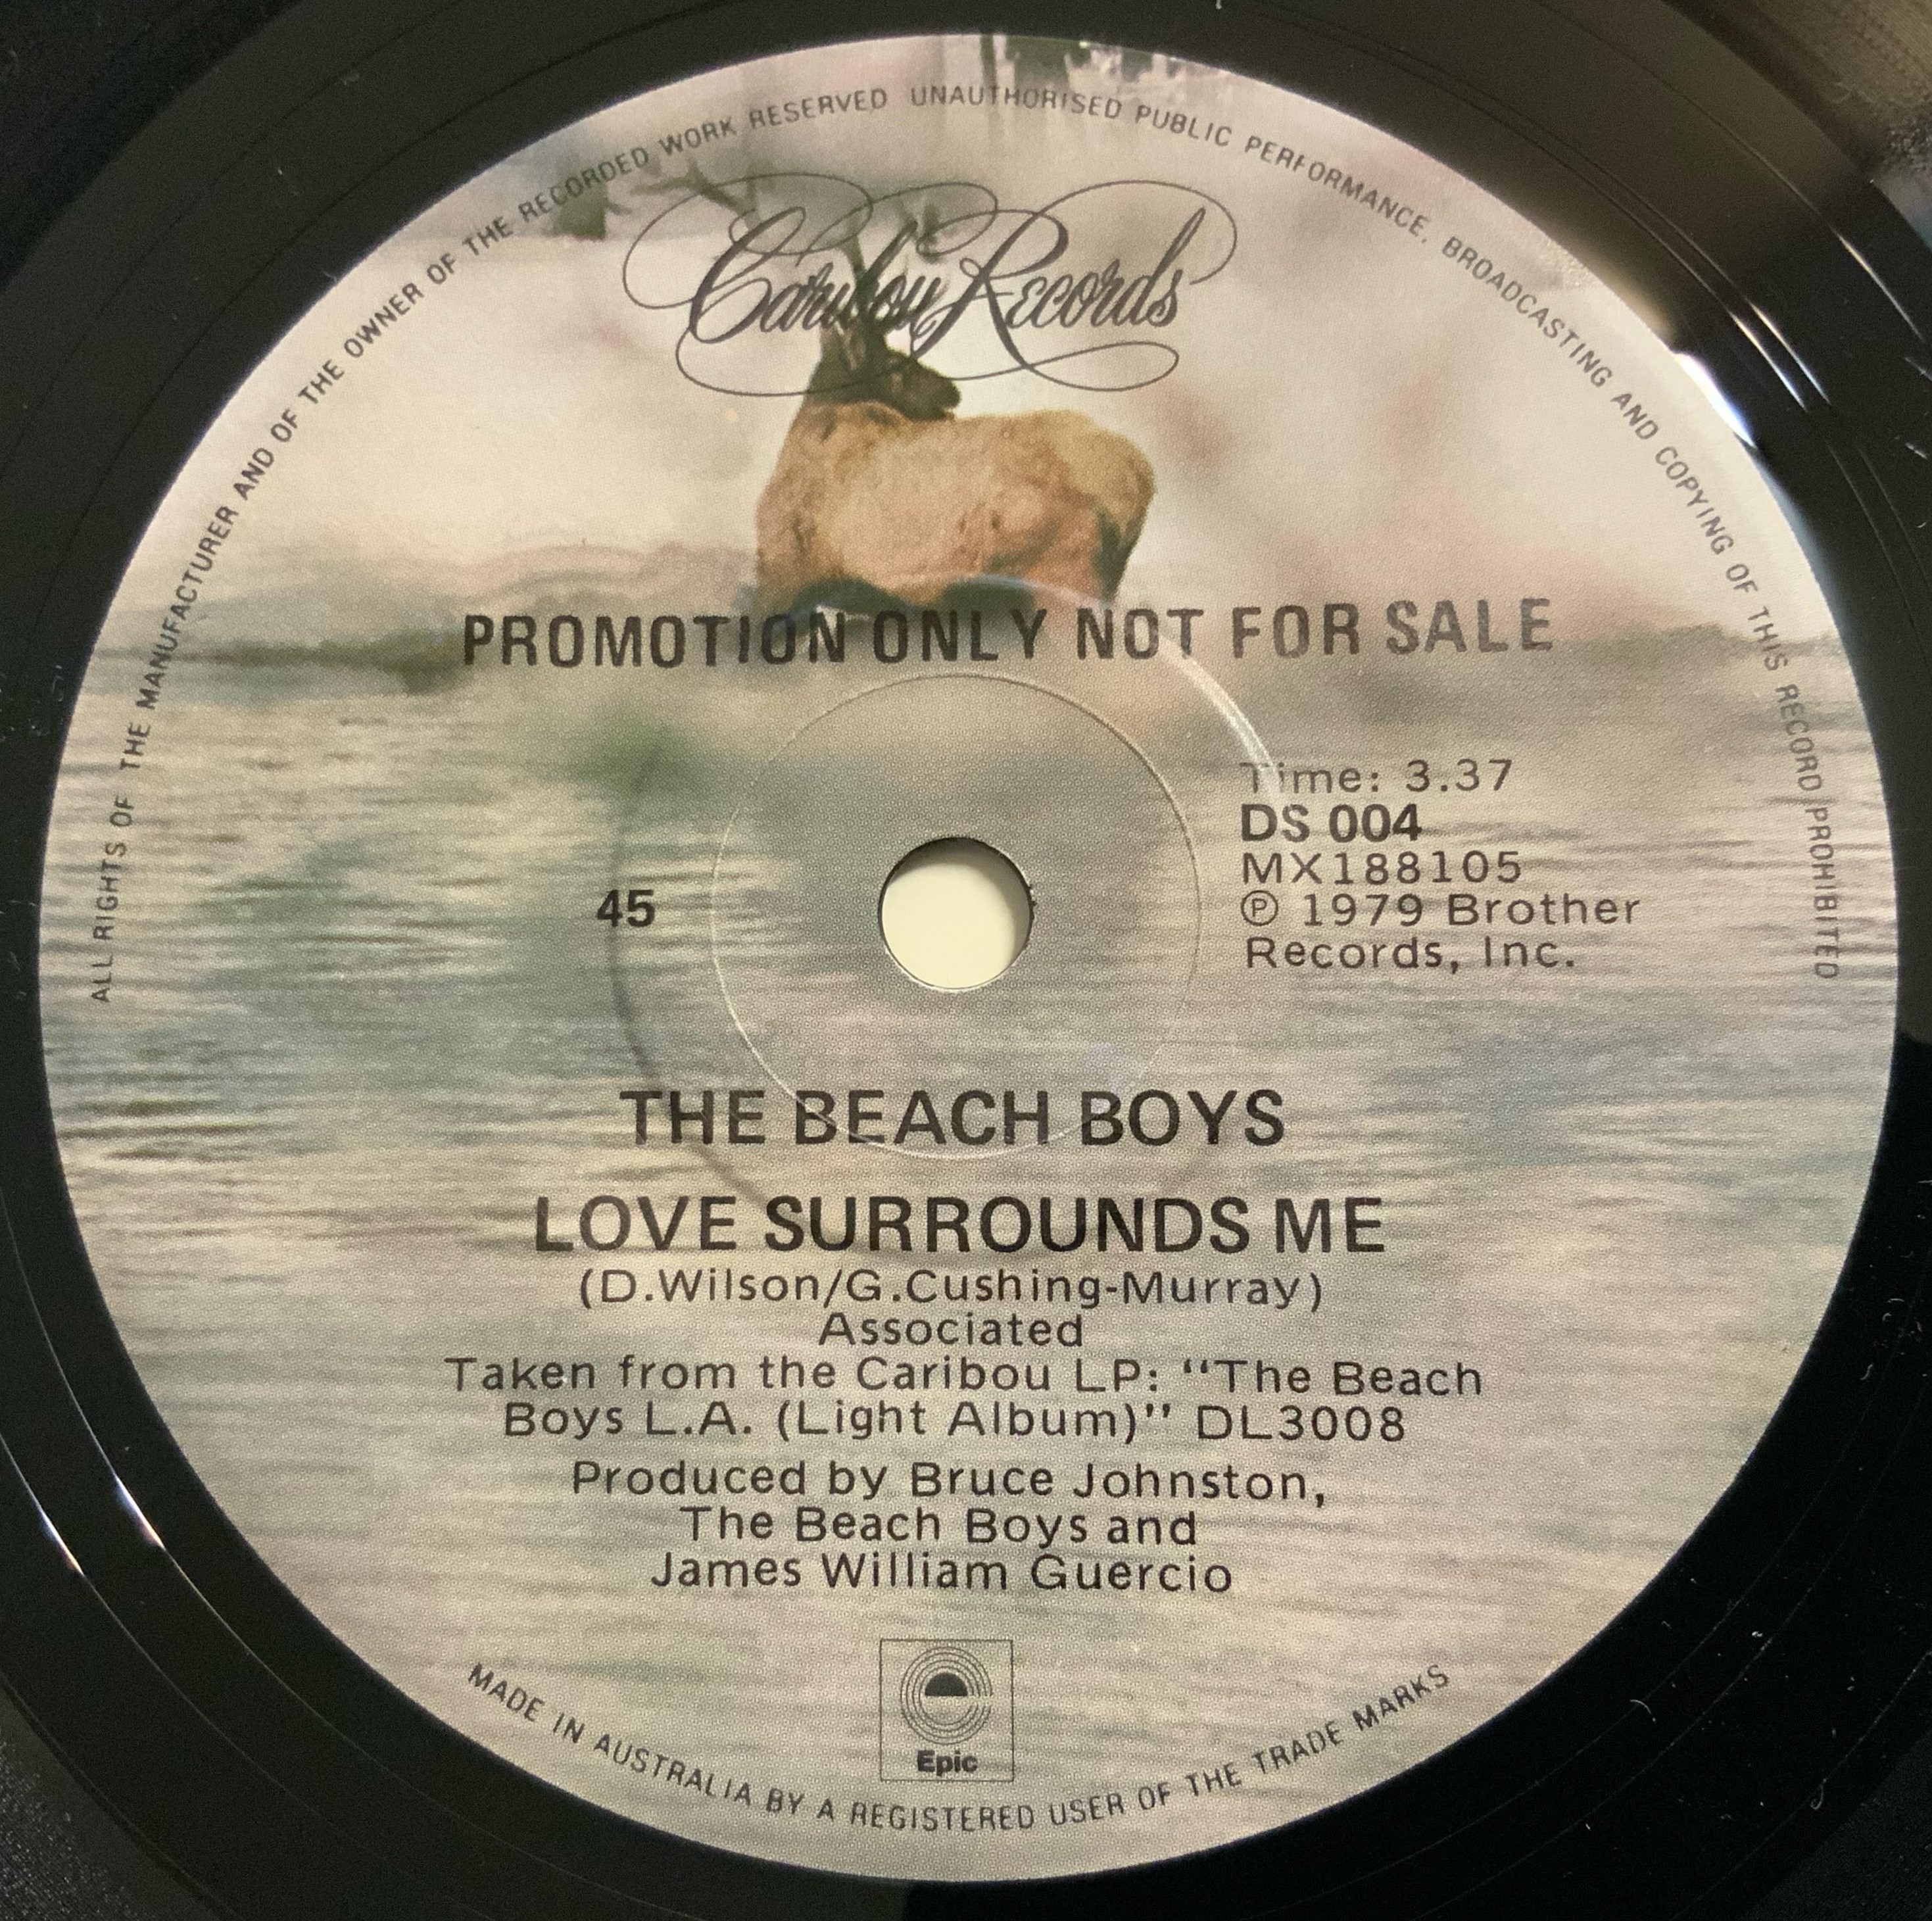 ALL RIGHTS OF THE MANUFACTURER AND OF THE OWNER OF THE RECORDED WORK RESERVED UNAUTHORISED PUBLIC PERFORMANCE, BROADCASTING AND COPYING OF THIS RECORD PROHIBITED
Caribou Records
PROMOTION ONLY NOT FOR SALE
Time: 3.37
DS 004
MX188105
45
℗ 1979 Brother
Records, Inc.
THE BEACH BOYS
LOVE SURROUNDS ME
(D.Wilson/G.Cushing-Murray)
Associated
Taken from the Caribou LP: “The Beach
Boys L.A. (Light Album)” DL3008
Produced by Bruce Johnston,
The Beach Boys and
James William Guercio
Epic
MADE IN AUSTRALIA BY A REGISTERED USER OF THE TRADE MARKS